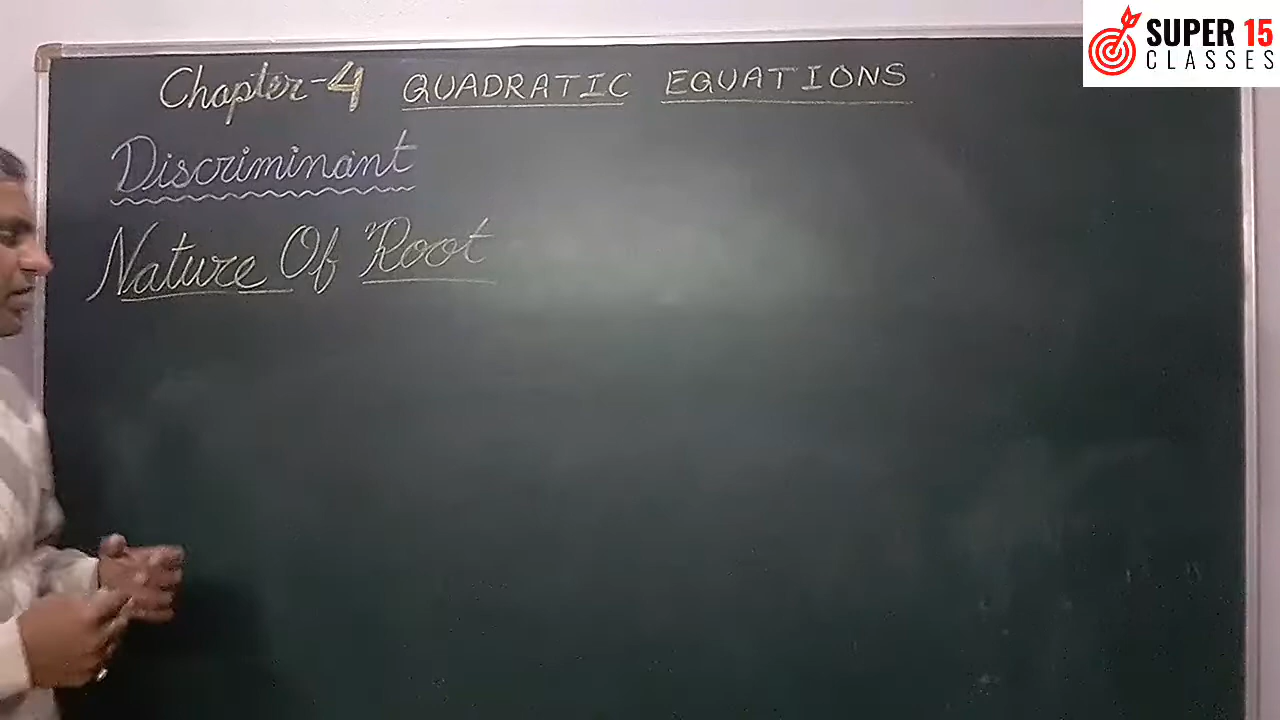 Chapter-4 QUADRATIC EQUATIONS
Discriminant
Nature Of Root
SUPER 15
CLASSES